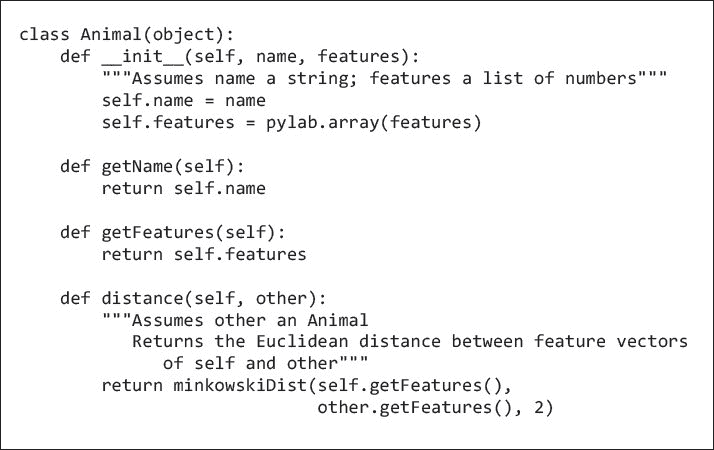 class Animal(object):
    def __init__(self, name, features):
        """Assumes name a string; features a list of numbers"""
        self.name = name
        self.features = pylab.array(features)

    def getName(self):
        return self.name

    def getFeatures(self):
        return self.features

    def distance(self, other):
        """Assumes other an Animal
           Returns the Euclidean distance between feature vectors
              of self and other"""
        return minkowskiDist(self.getFeatures(),
                             other.getFeatures(), 2)